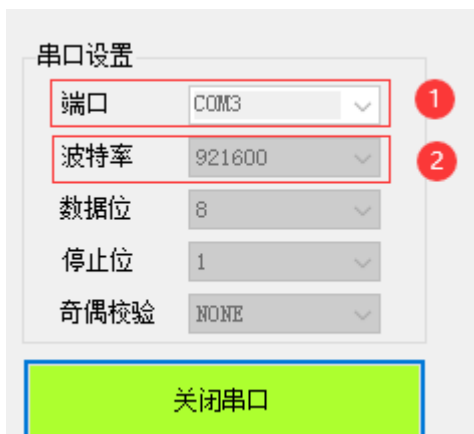 串口设置
端口 COM3 1
波特率 921600 2
数据位 8
停止位 1
奇偶校验 NONE
关闭串口